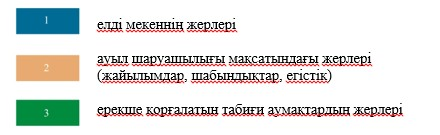 1 елді мекеннің жерлері
2 ауыл шаруашылығы мақсатындағы жерлері
(жайылымдар, шабындықтар, егістік)
3 ерекше қорғалатын табиғи аумақтардың жерлері